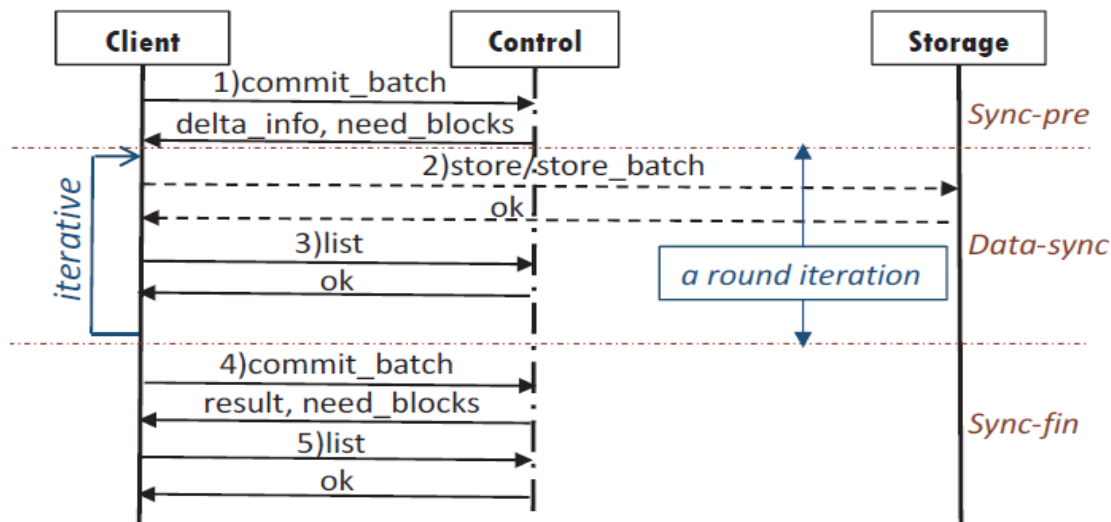 Client
Control
Storage
1)commit_batch
delta_info, need_blocks
Sync-pre
2)store/store_batch
ok
iterative
3)list
ok
a round iteration
Data-sync
4)commit_batch
result, need_blocks
5)list
ok
Sync-fin